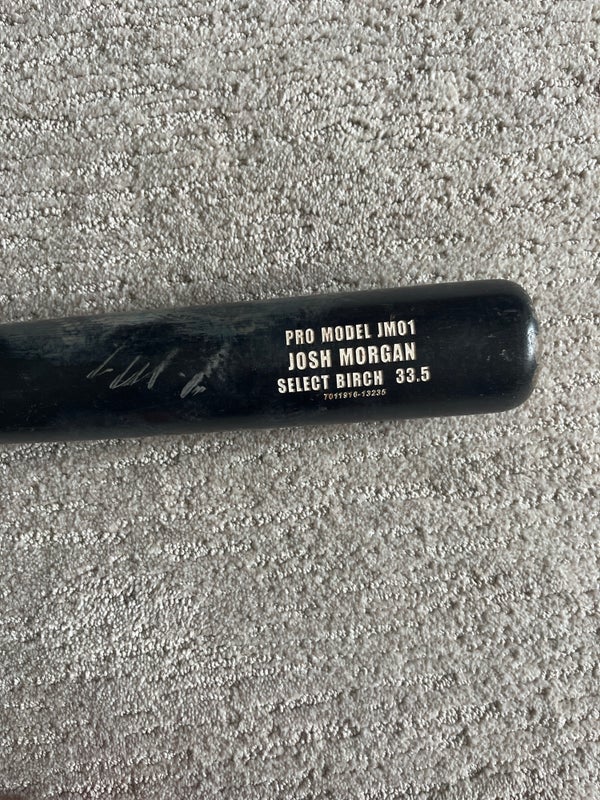 PRO MODEL JM01
JOSH MORGAN
SELECT BIRCH 33.5
7011916-13235